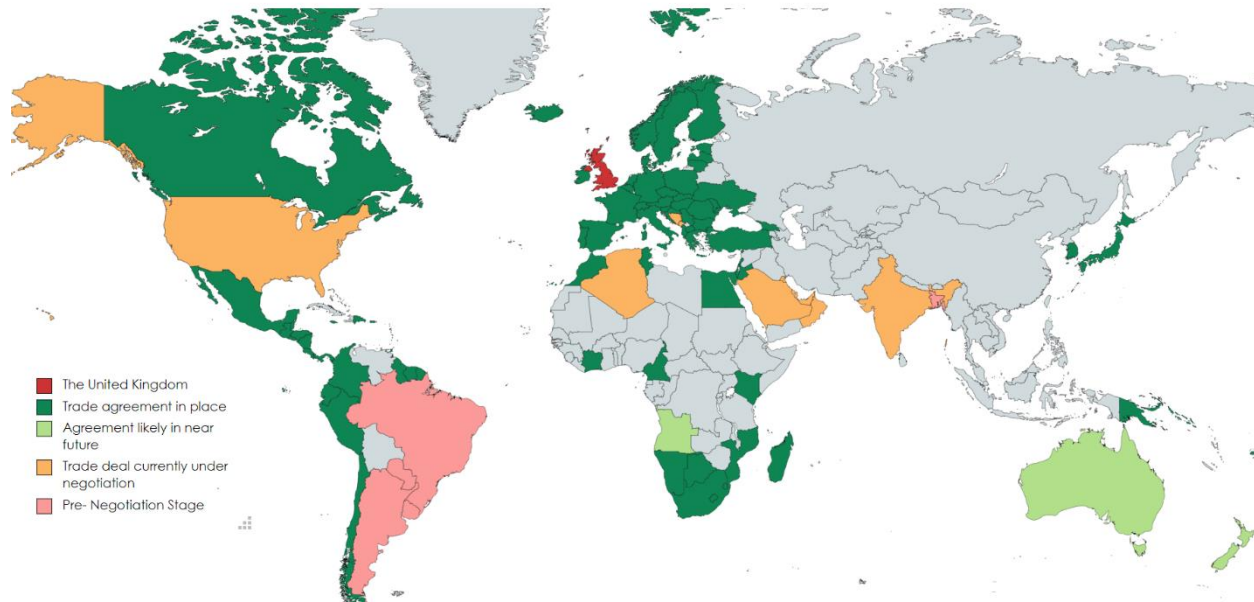 The United Kingdom
Trade agreement in place
Agreement likely in near
future
Trade deal currently under
negotiation
Pre- Negotiation Stage